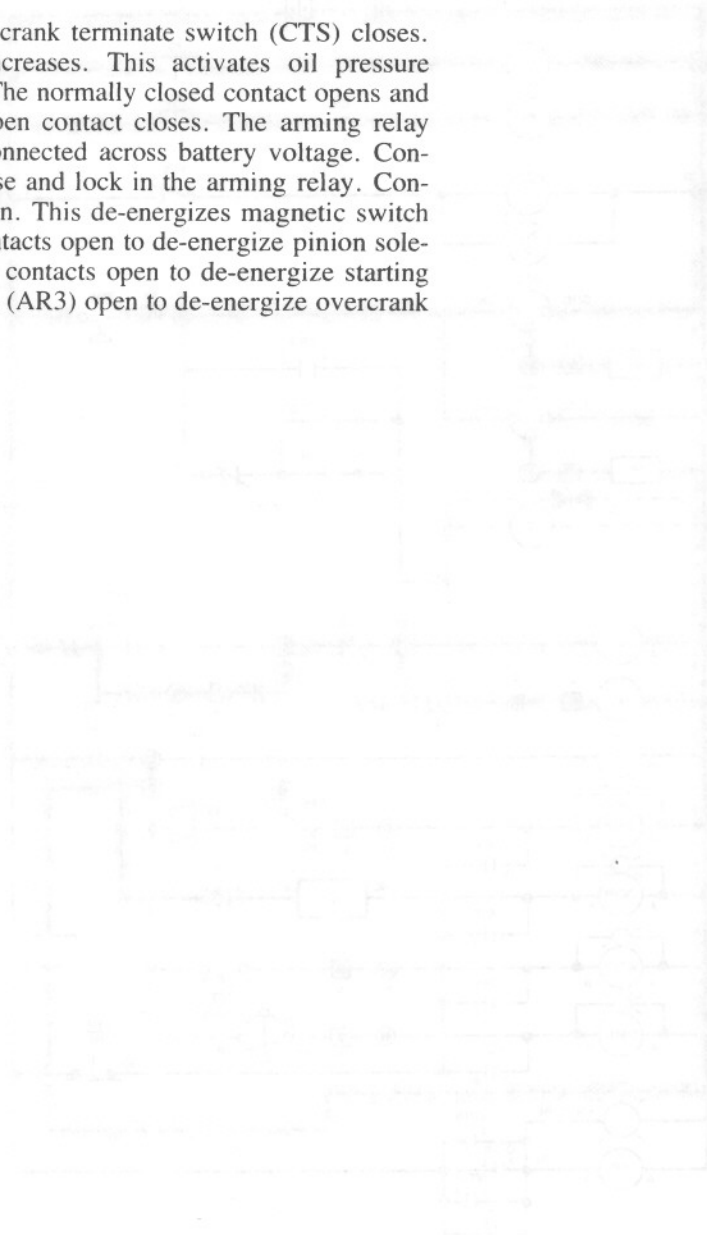 crank terminate switch (CTS) closes.
creases. This activates oil pressure
The normally closed contact opens and
pen contact closes. The arming relay
onnected across battery voltage. Con-
se and lock in the arming relay. Con-
n. This de-energizes magnetic switch
ntacts open to de-energize pinion sole-
contacts open to de-energize starting
(AR3) open to de-energize overcrank